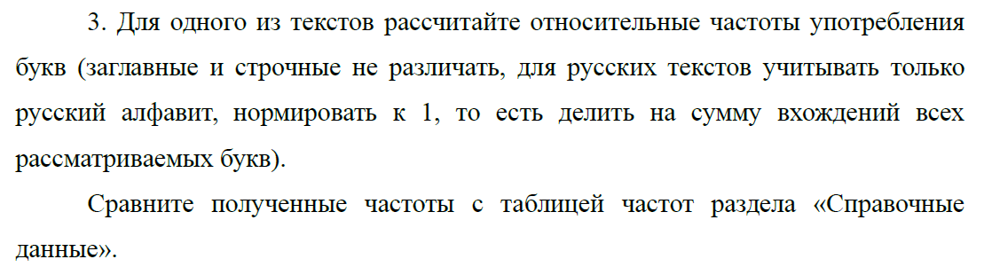 3. Для одного из текстов рассчитайте относительные частоты употребления
букв (заглавные и строчные не различать, для русских текстов учитывать только
русский алфавит, нормировать к 1, то есть делить на сумму вхождений всех
рассматриваемых букв).
Сравните полученные частоты с таблицей частот раздела «Справочные
данные».